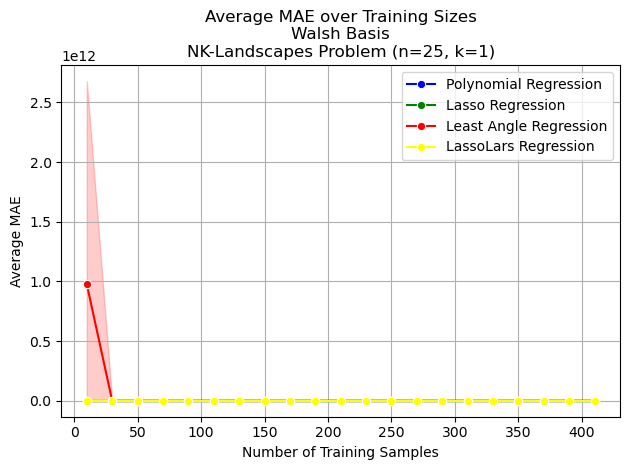 Average MAE over Training Sizes
Walsh Basis
NK-Landscapes Problem (n=25, k=1)
1e12
Polynomial Regression
Lasso Regression
Least Angle Regression
LassoLars Regression
2.5
2.0
1.5
1.0
0.5
0.0
Average MAE
0 50 100 150 200 250 300 350 400
Number of Training Samples